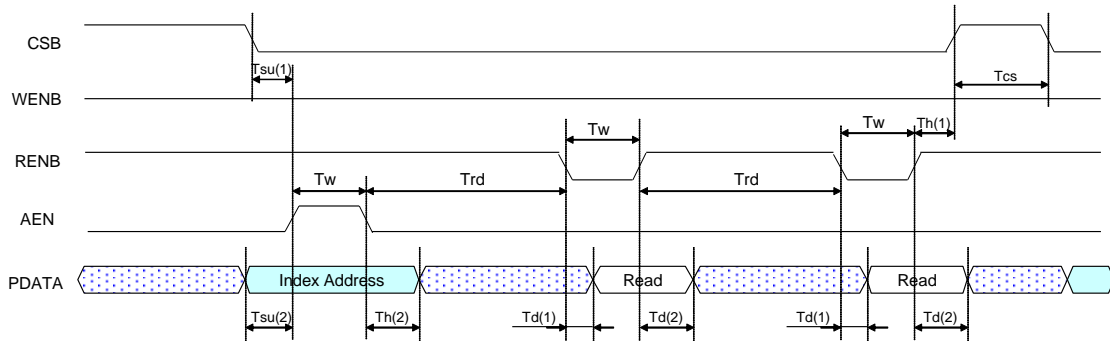 CSB
Tsu(1)
Tcs
WENB
Tw
Tw
Th(1)
RENB
Tw
Trd
Trd
AEN
PDATA
Index Address
Read
Read
Tsu(2)
Th(2)
Td(1)
Td(2)
Td(1)
Td(2)